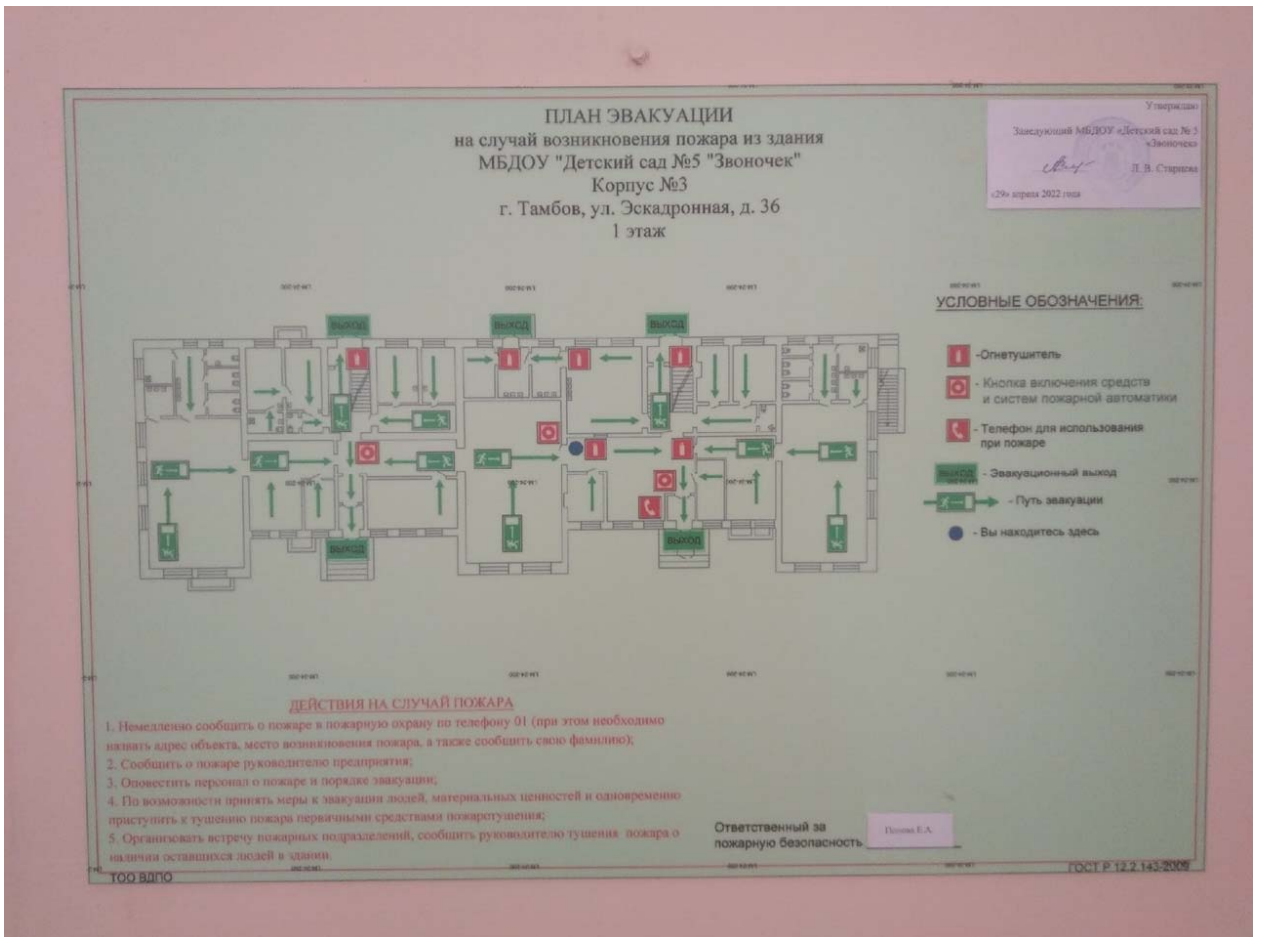 ПЛАН ЭВАКУАЦИИ
на случай возникновения пожара из здания
МБДОУ "Детский сад №5 "Звоночек"
Корпус №3
г. Тамбов, ул. Эскадронная, д. 36
1 этаж
Утверждаю
Заведующий МБДОУ «Детский сад № 5
«Звоночек»
«29» апреля 2022 года
ВЫХОД
ВЫХОД
ВЫХОД
ВЫХОД
ВЫХОД
УСЛОВНЫЕ ОБОЗНАЧЕНИЯ:
-Огнетушитель
- Кнопка включения средств
и систем пожарной автоматики
- Телефон для использования
при пожаре
ВЫХОД - Эвакуационный выход
- Путь эвакуации
- Вы находитесь здесь
ДЕЙСТВИЯ НА СЛУЧАЙ ПОЖАРА
1. Немедленно сообщить о пожаре в пожарную охрану по телефону 01 (при этом необходимо
назвать адрес объекта, место возникновения пожара, а также сообщить свою фамилию);
2. Сообщить о пожаре руководителю предприятия;
3. Оповестить персонал о пожаре и порядке эвакуации;
4. По возможности принять меры к эвакуации людей, материальных ценностей и одновременно
приступить к тушению пожара первичными средствами пожаротушения;
5. Организовать встречу пожарных подразделений, сообщить руководителю тушения пожара о
наличии оставшихся людей в здании.
Ответственный за
пожарную безопасность
ТОО ВДПО
ГОСТ Р 12.2.143-2009